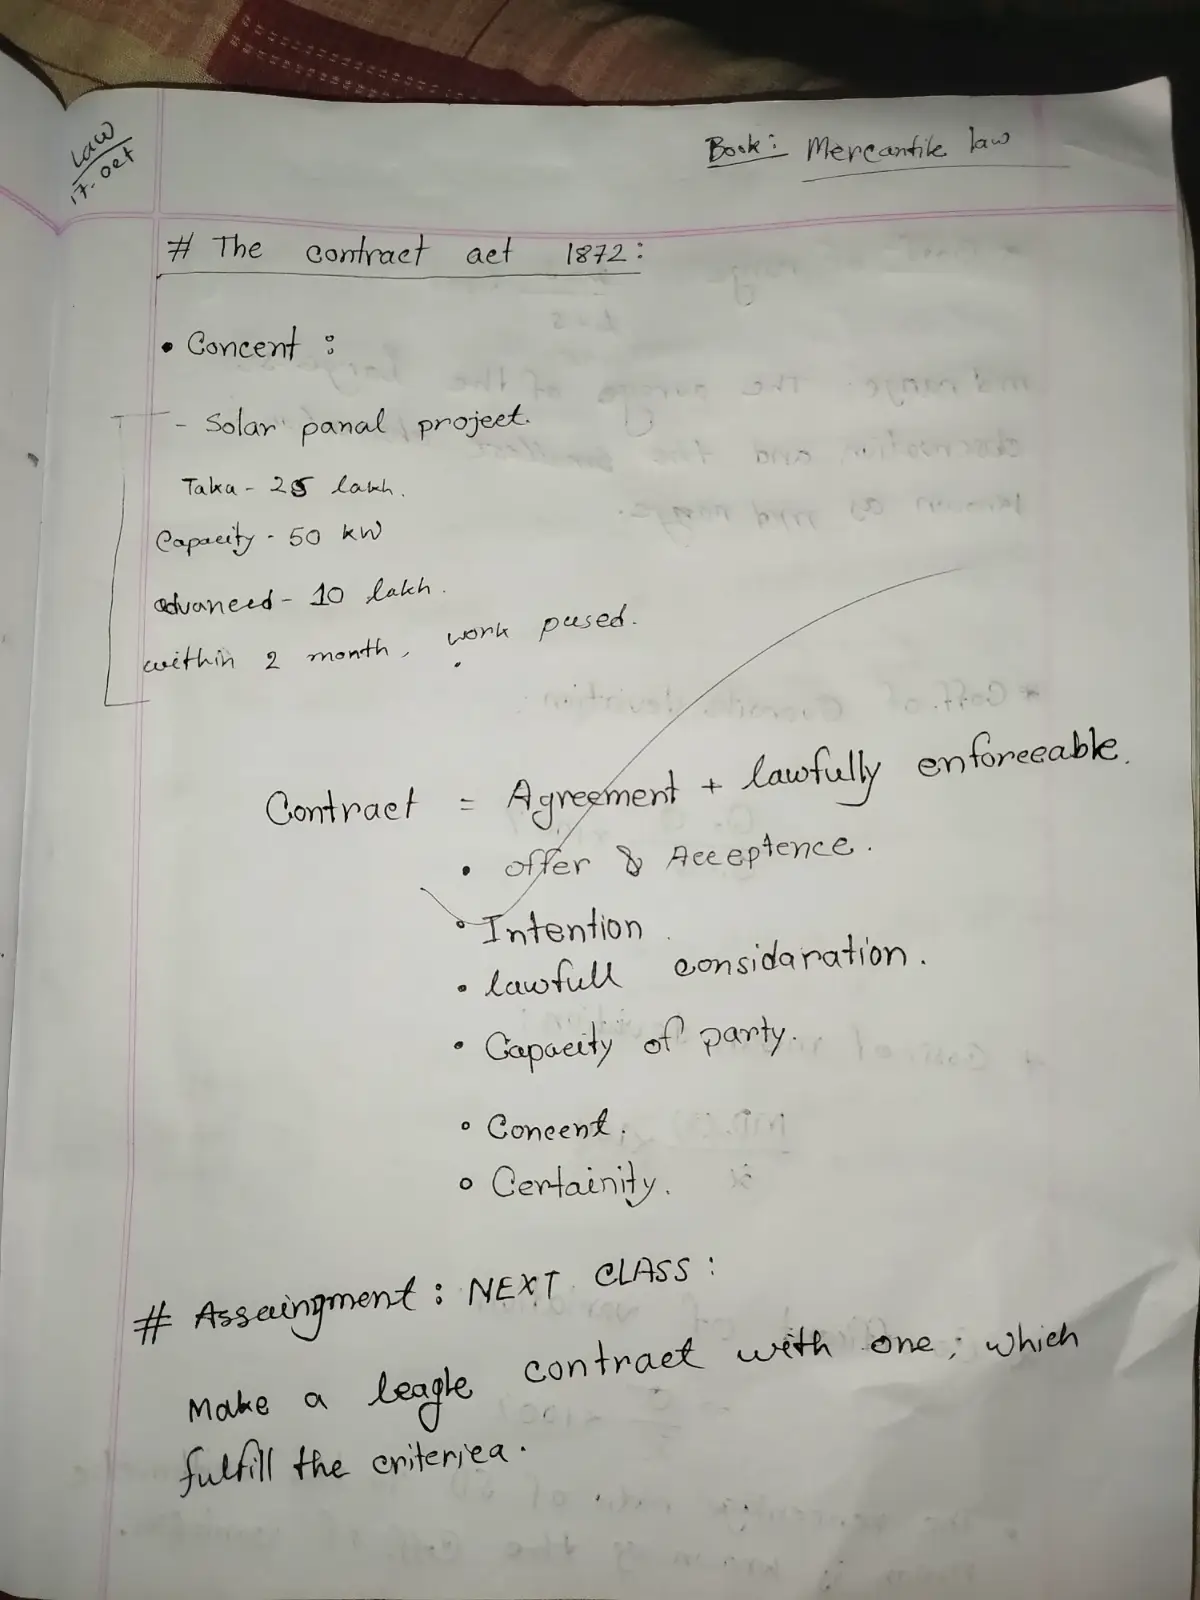 Law
17. oct
Book: Mercantile law
# The contract act 1872:
• Concent :
- Solar panal project.
Taka - 25 lakh.
Capacity - 50 kW
advanced - 10 lakh.
within 2 month, work
Contract = Agreement + lawfully enforceable.
• offer & Acceptence.
• Intention
• lawfull considaration.
• Capacity of party.
• Concent.
• Certainity.
# Assaingment : NEXT CLASS :
Make a leagle contract with one, which
fulfill the criteriea.